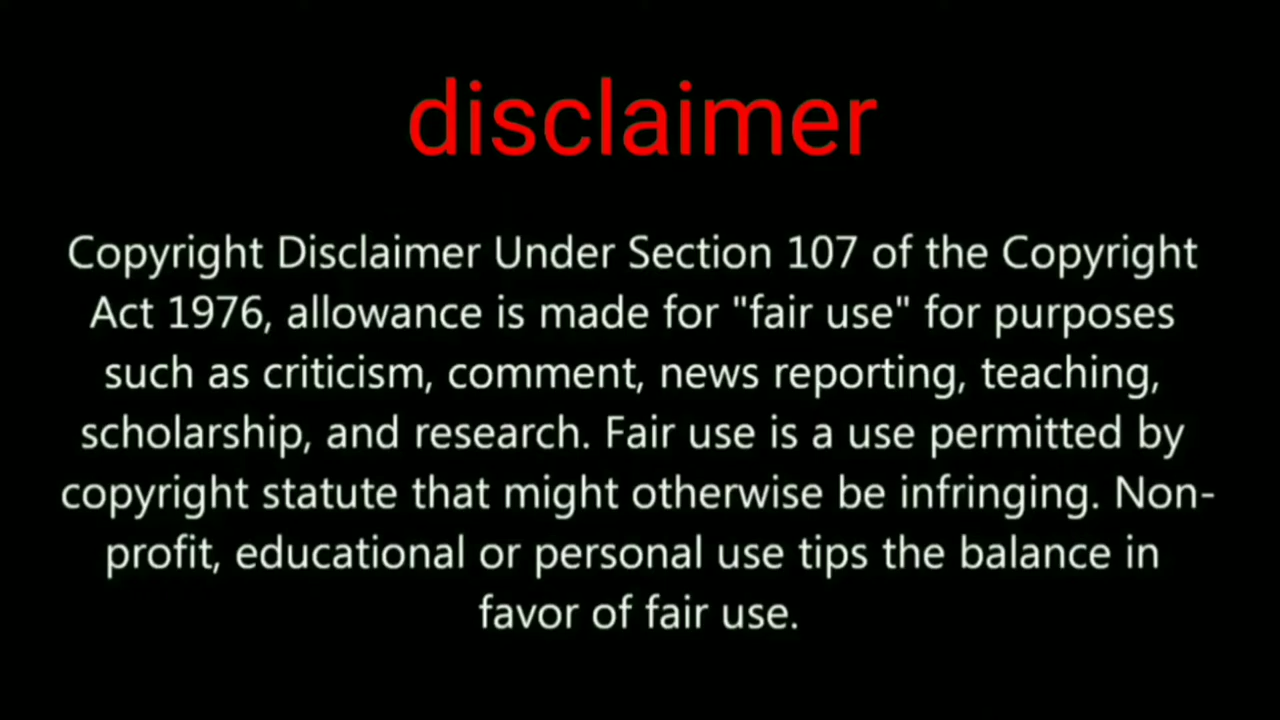 disclaimer
Copyright Disclaimer Under Section 107 of the Copyright
Act 1976, allowance is made for "fair use" for purposes
such as criticism, comment, news reporting, teaching,
scholarship, and research. Fair use is a use permitted by
copyright statute that might otherwise be infringing. Non-
profit, educational or personal use tips the balance in
favor of fair use.